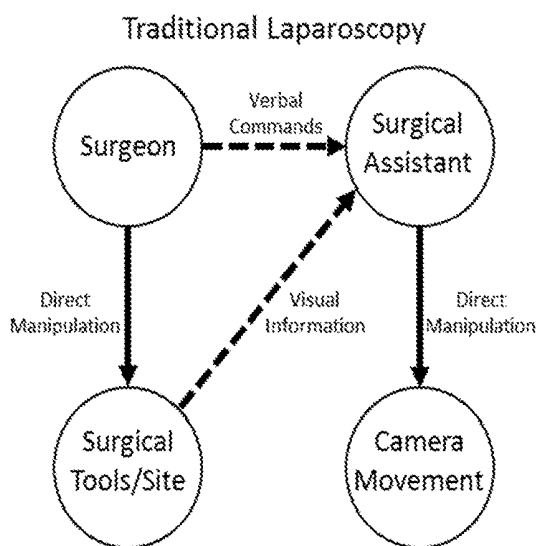 Traditional Laparoscopy
Verbal
Commands
Surgeon
Surgical
Assistant
Direct
Manipulation
Visual
Information
Direct
Manipulation
Surgical
Tools/Site
Camera
Movement